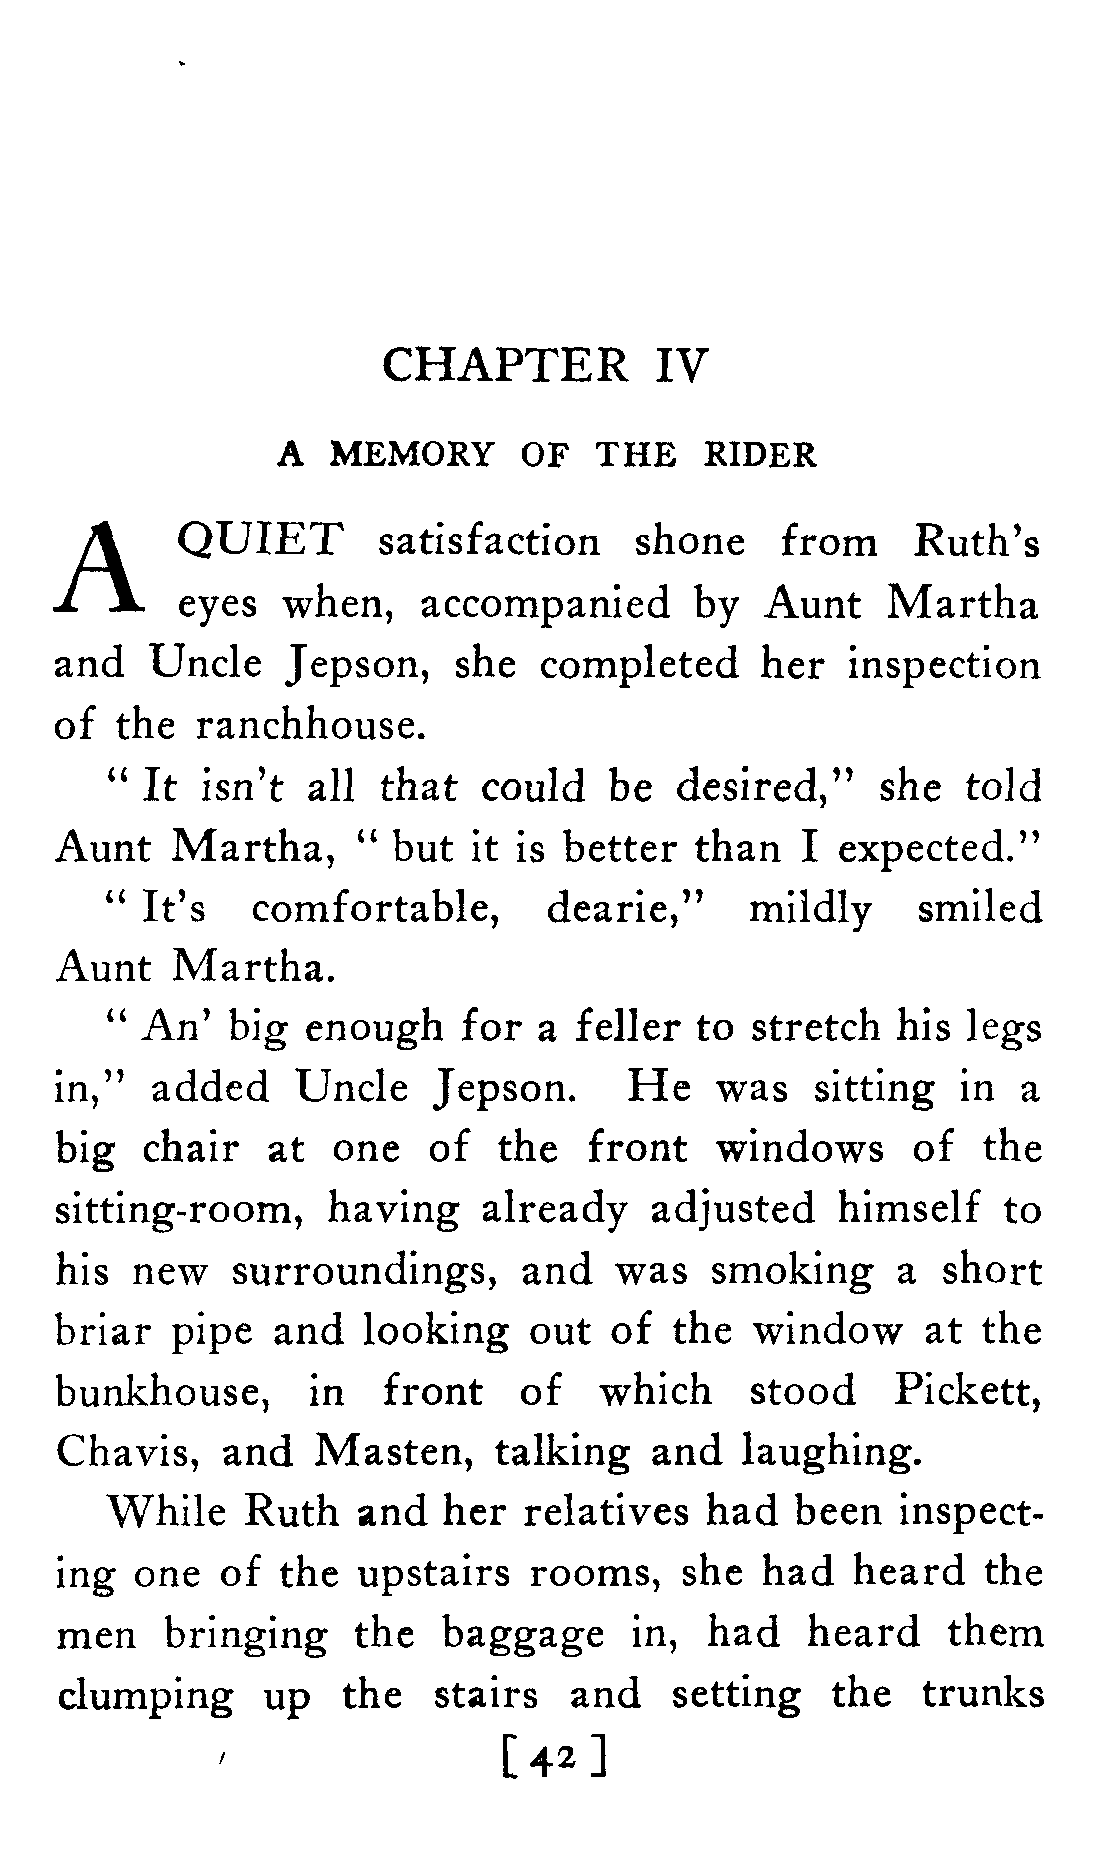 CHAPTER IV
A MEMORY OF THE RIDER
A QUIET satisfaction shone from Ruth's
eyes when, accompanied by Aunt Martha
and Uncle Jepson, she completed her inspection
of the ranchhouse.
" It isn't all that could be desired," she told
Aunt Martha, " but it is better than I expected."
" It's comfortable, dearie," mildly smiled
Aunt Martha.
" An' big enough for a feller to stretch his legs
in," added Uncle Jepson. He was sitting in a
big chair at one of the front windows of the
sitting-room, having already adjusted himself to
his new surroundings, and was smoking a short
briar pipe and looking out of the window at the
bunkhouse, in front of which stood Pickett,
Chavis, and Masten, talking and laughing.
While Ruth and her relatives had been inspect-
ing one of the upstairs rooms, she had heard the
men bringing the baggage in, had heard them
clumping up the stairs and setting the trunks
[ 42 ]